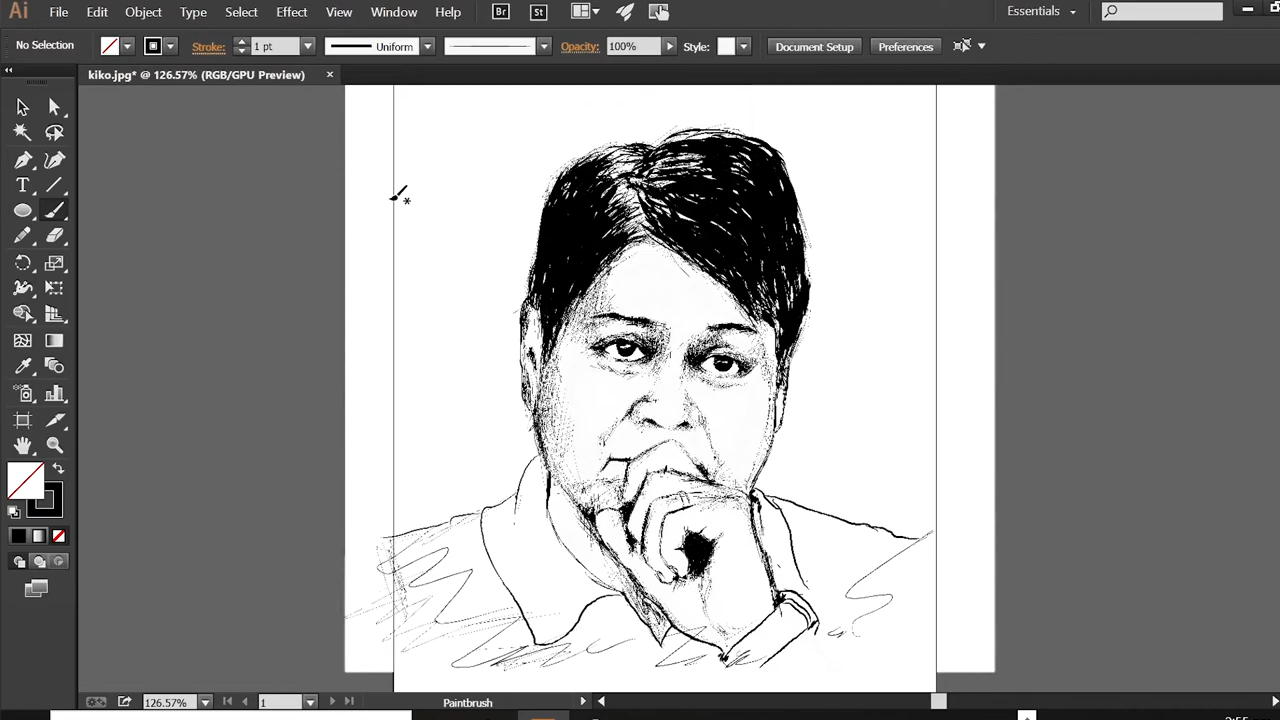 Ai File Edit Object Type Select Effect View Window Help Br St Essentials
No Selection Stroke: 1 pt Uniform Opacity: 100% Style: Document Setup Preferences
kiko.jpg* @ 126.57% (RGB/GPU Preview) ×
T
126.57% 1 Paintbrush